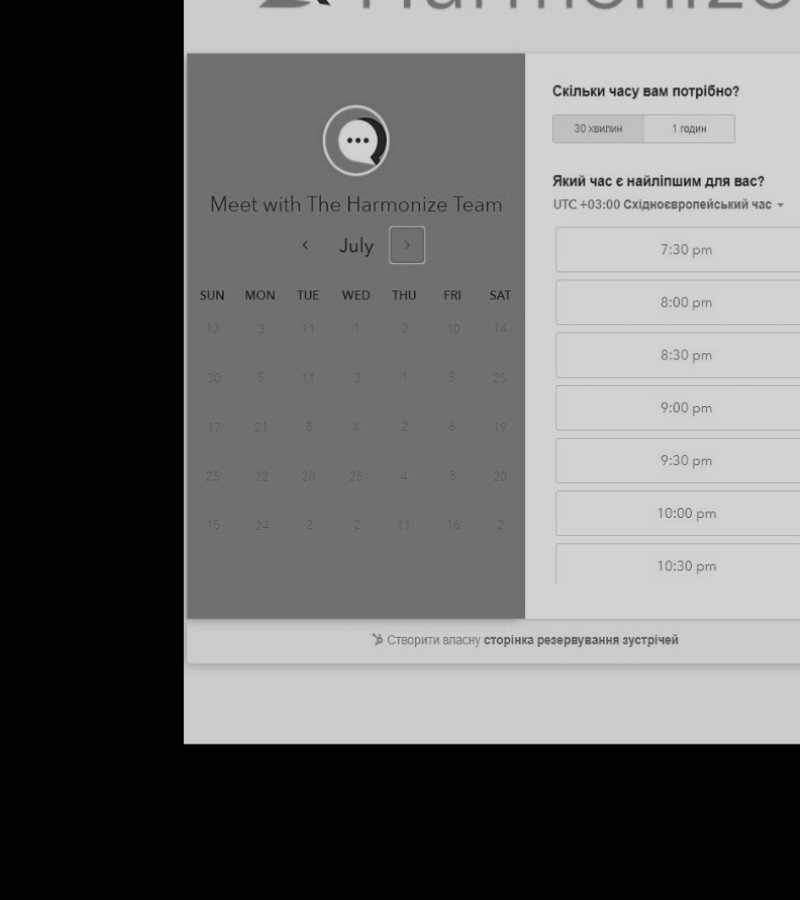 Harmonize
Meet with The Harmonize Team
July
SUN MON TUE WED THU FRI SAT
13 3 11 1 2 10 14
30 5 11 3 1 5 25
17 21 8 4 2 6 19
25 22 28 25 4 8 20
15 24 2 2 11 16 2
Скільки часу вам потрібно?
30 хвилин 1 годин
Який час є найліпшим для вас?
UTC +03:00 Східноєвропейський час
7:30 pm
8:00 pm
8:30 pm
9:00 pm
9:30 pm
10:00 pm
10:30 pm
Створити власну сторінка резервування зустрічей